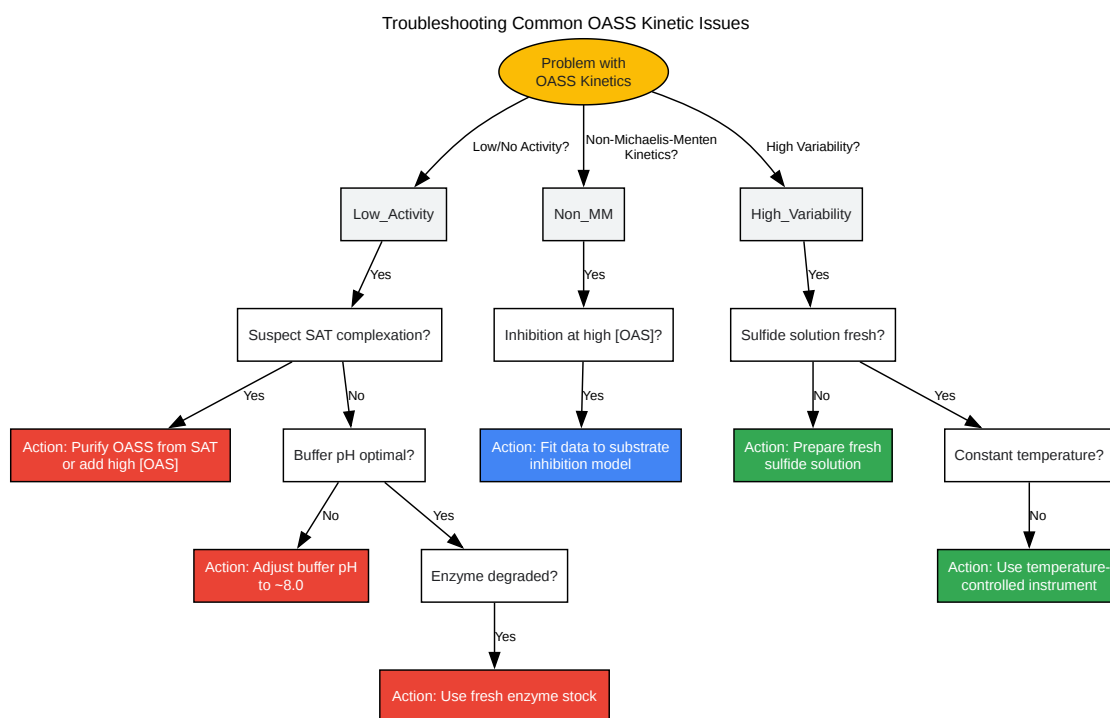 Troubleshooting Common OASS Kinetic Issues
Problem with
OASS Kinetics
Low/No Activity?
Non-Michaelis-Menten
Kinetics?
High Variability?
Low_Activity
Non_MM
High_Variability
Yes
Yes
Yes
Suspect SAT complexation?
Inhibition at high [OAS]?
Sulfide solution fresh?
Yes
No
Yes
No
Yes
Action: Purify OASS from SAT
or add high [OAS]
Buffer pH optimal?
Action: Fit data to substrate
inhibition model
Action: Prepare fresh
sulfide solution
Constant temperature?
No
Yes
No
Action: Adjust buffer pH
to ~8.0
Enzyme degraded?
Action: Use temperature-
controlled instrument
Yes
Action: Use fresh enzyme stock